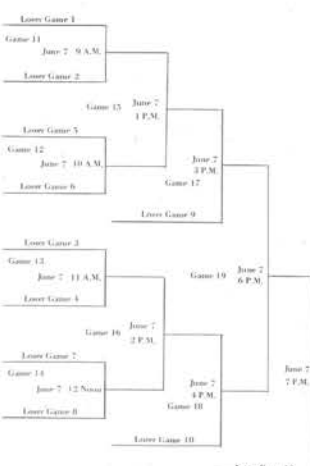 Loser Game 1
Game 11
June 7 9 A.M.
Loser Game 2
Game 15 June 7
1 P.M.
Loser Game 5
Game 12
June 7 10 A.M.
Loser Game 6
June 7
3 P.M.
Game 17
Loser Game 9
Loser Game 3
Game 13
June 7 11 A.M.
Loser Game 4
Game 19 June 7
6 P.M.
Game 16 June 7
2 P.M.
Loser Game 7
Game 14
June 7 12 Noon
Loser Game 8
June 7
4 P.M.
Game 18
Loser Game 10
June 7
7 P.M.